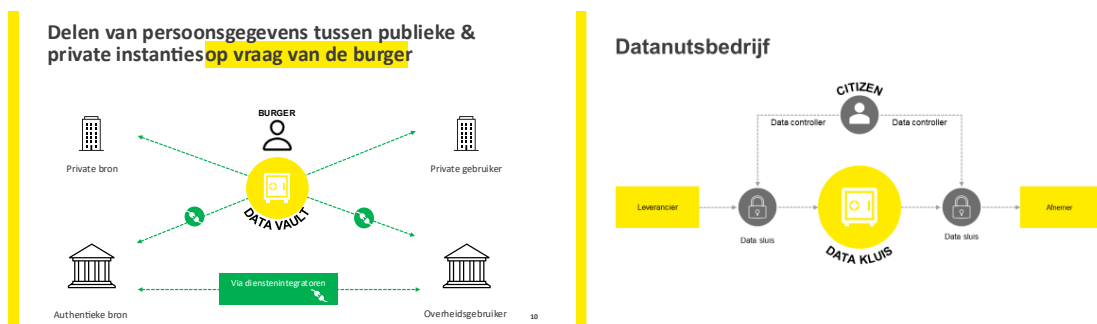 Delen van persoonsgegevens tussen publieke &
private instanties op vraag van de burger
BURGER
Private bron
Private gebruiker
DATA VAULT
Via dienstenintegratoren
Authentieke bron
Overheidsgebruiker
10
Datanutsbedrijf
CITIZEN
Data controller
Data controller
Leverancier
Afnemer
Data sluis
Data sluis
DATA KLUIS